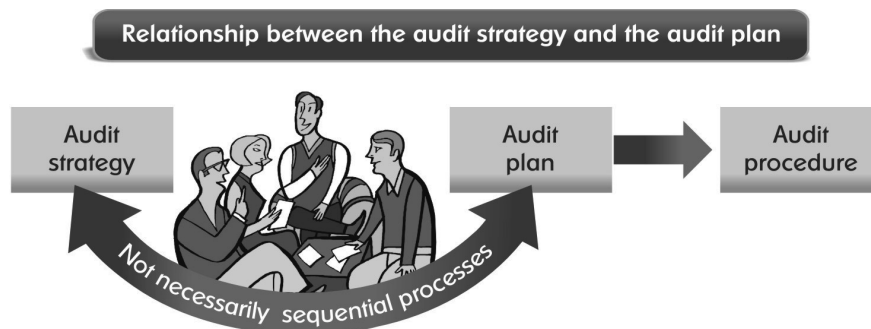 Relationship between the audit strategy and the audit plan
Audit
strategy
Audit
plan
Audit
procedure
Not necessarily sequential processes